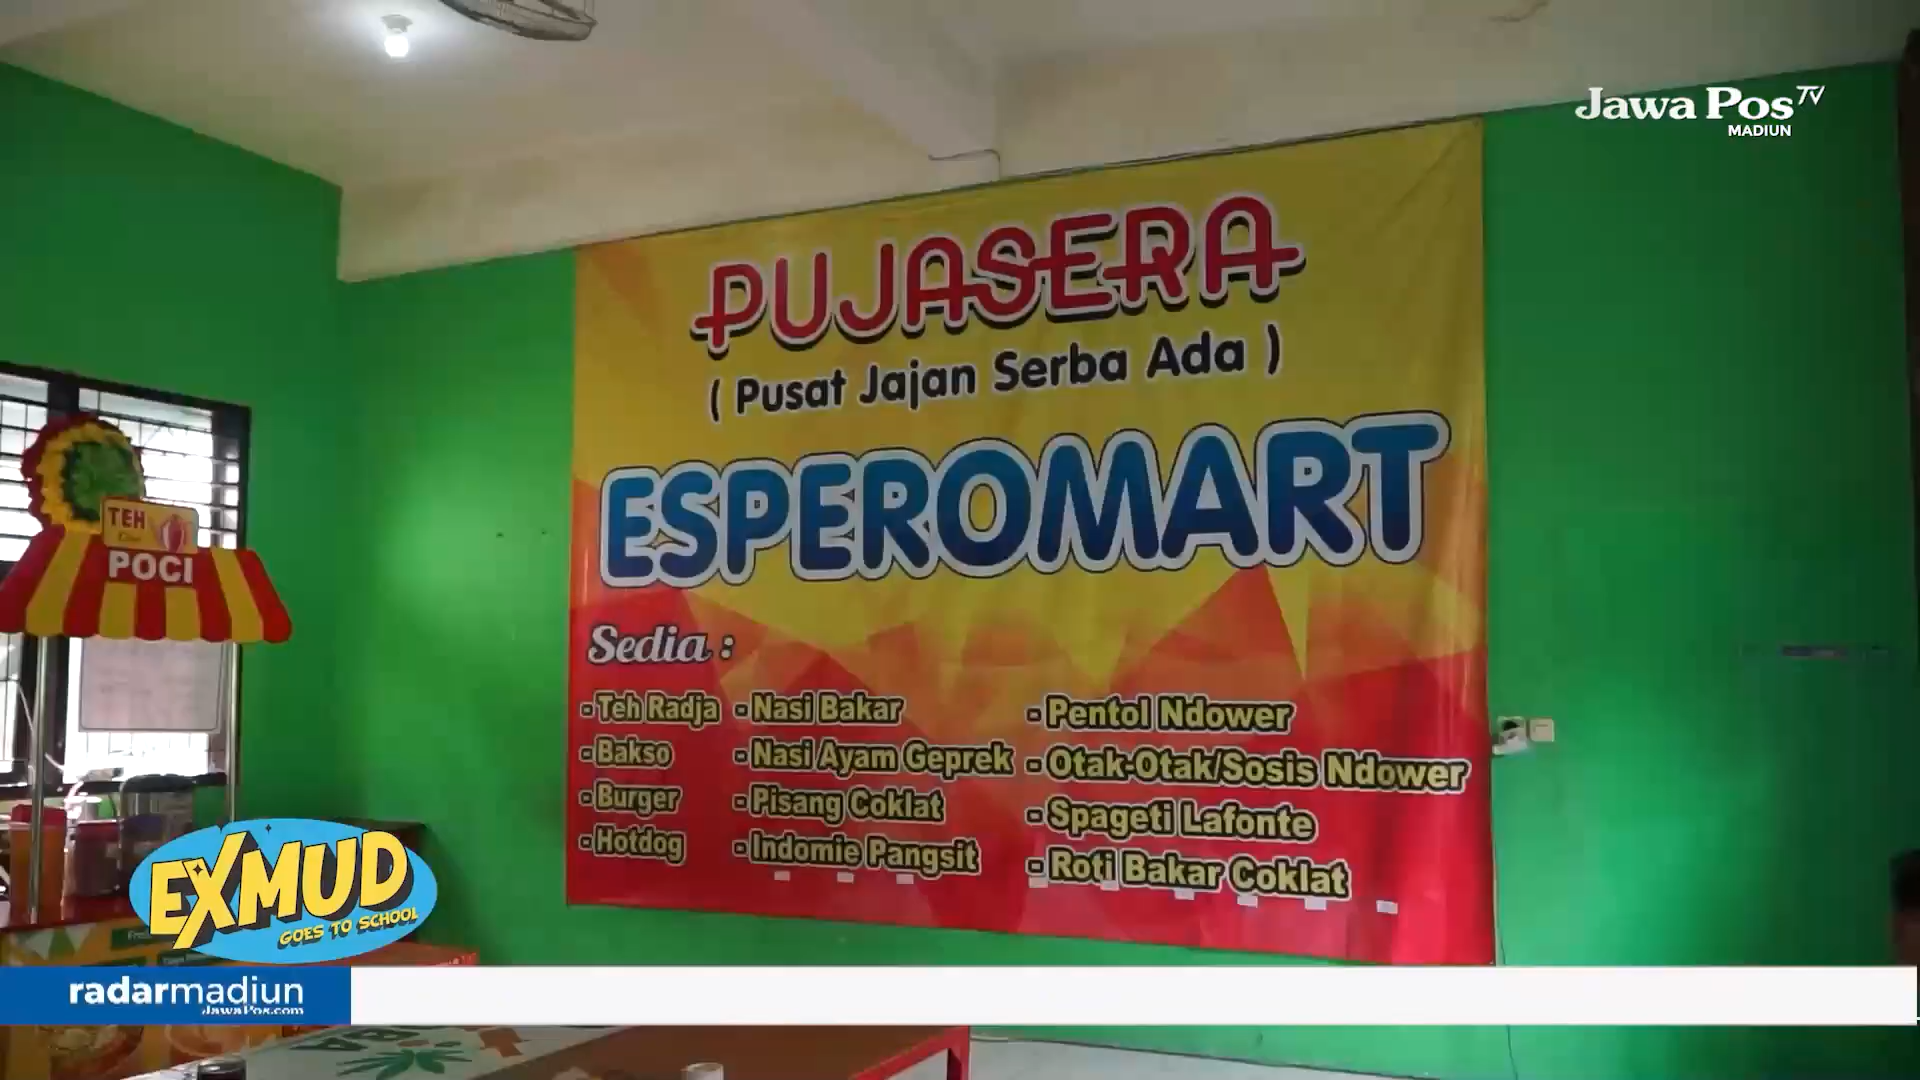 Jawa Pos TV
MADIUN
PUJASERA
( Pusat Jajan Serba Ada )
ESPEROMART
Sedia :
- Teh Radja
- Bakso
- Burger
- Hotdog
- Nasi Bakar
- Nasi Ayam Geprek
- Pisang Coklat
- Indomie Pangsit
- Pentol Ndower
- Otak-Otak/Sosis Ndower
- Spageti Lafonte
- Roti Bakar Coklat
TEH
POCI
EXMUD
GOES TO SCHOOL
radarmadiun
JawaPos.com